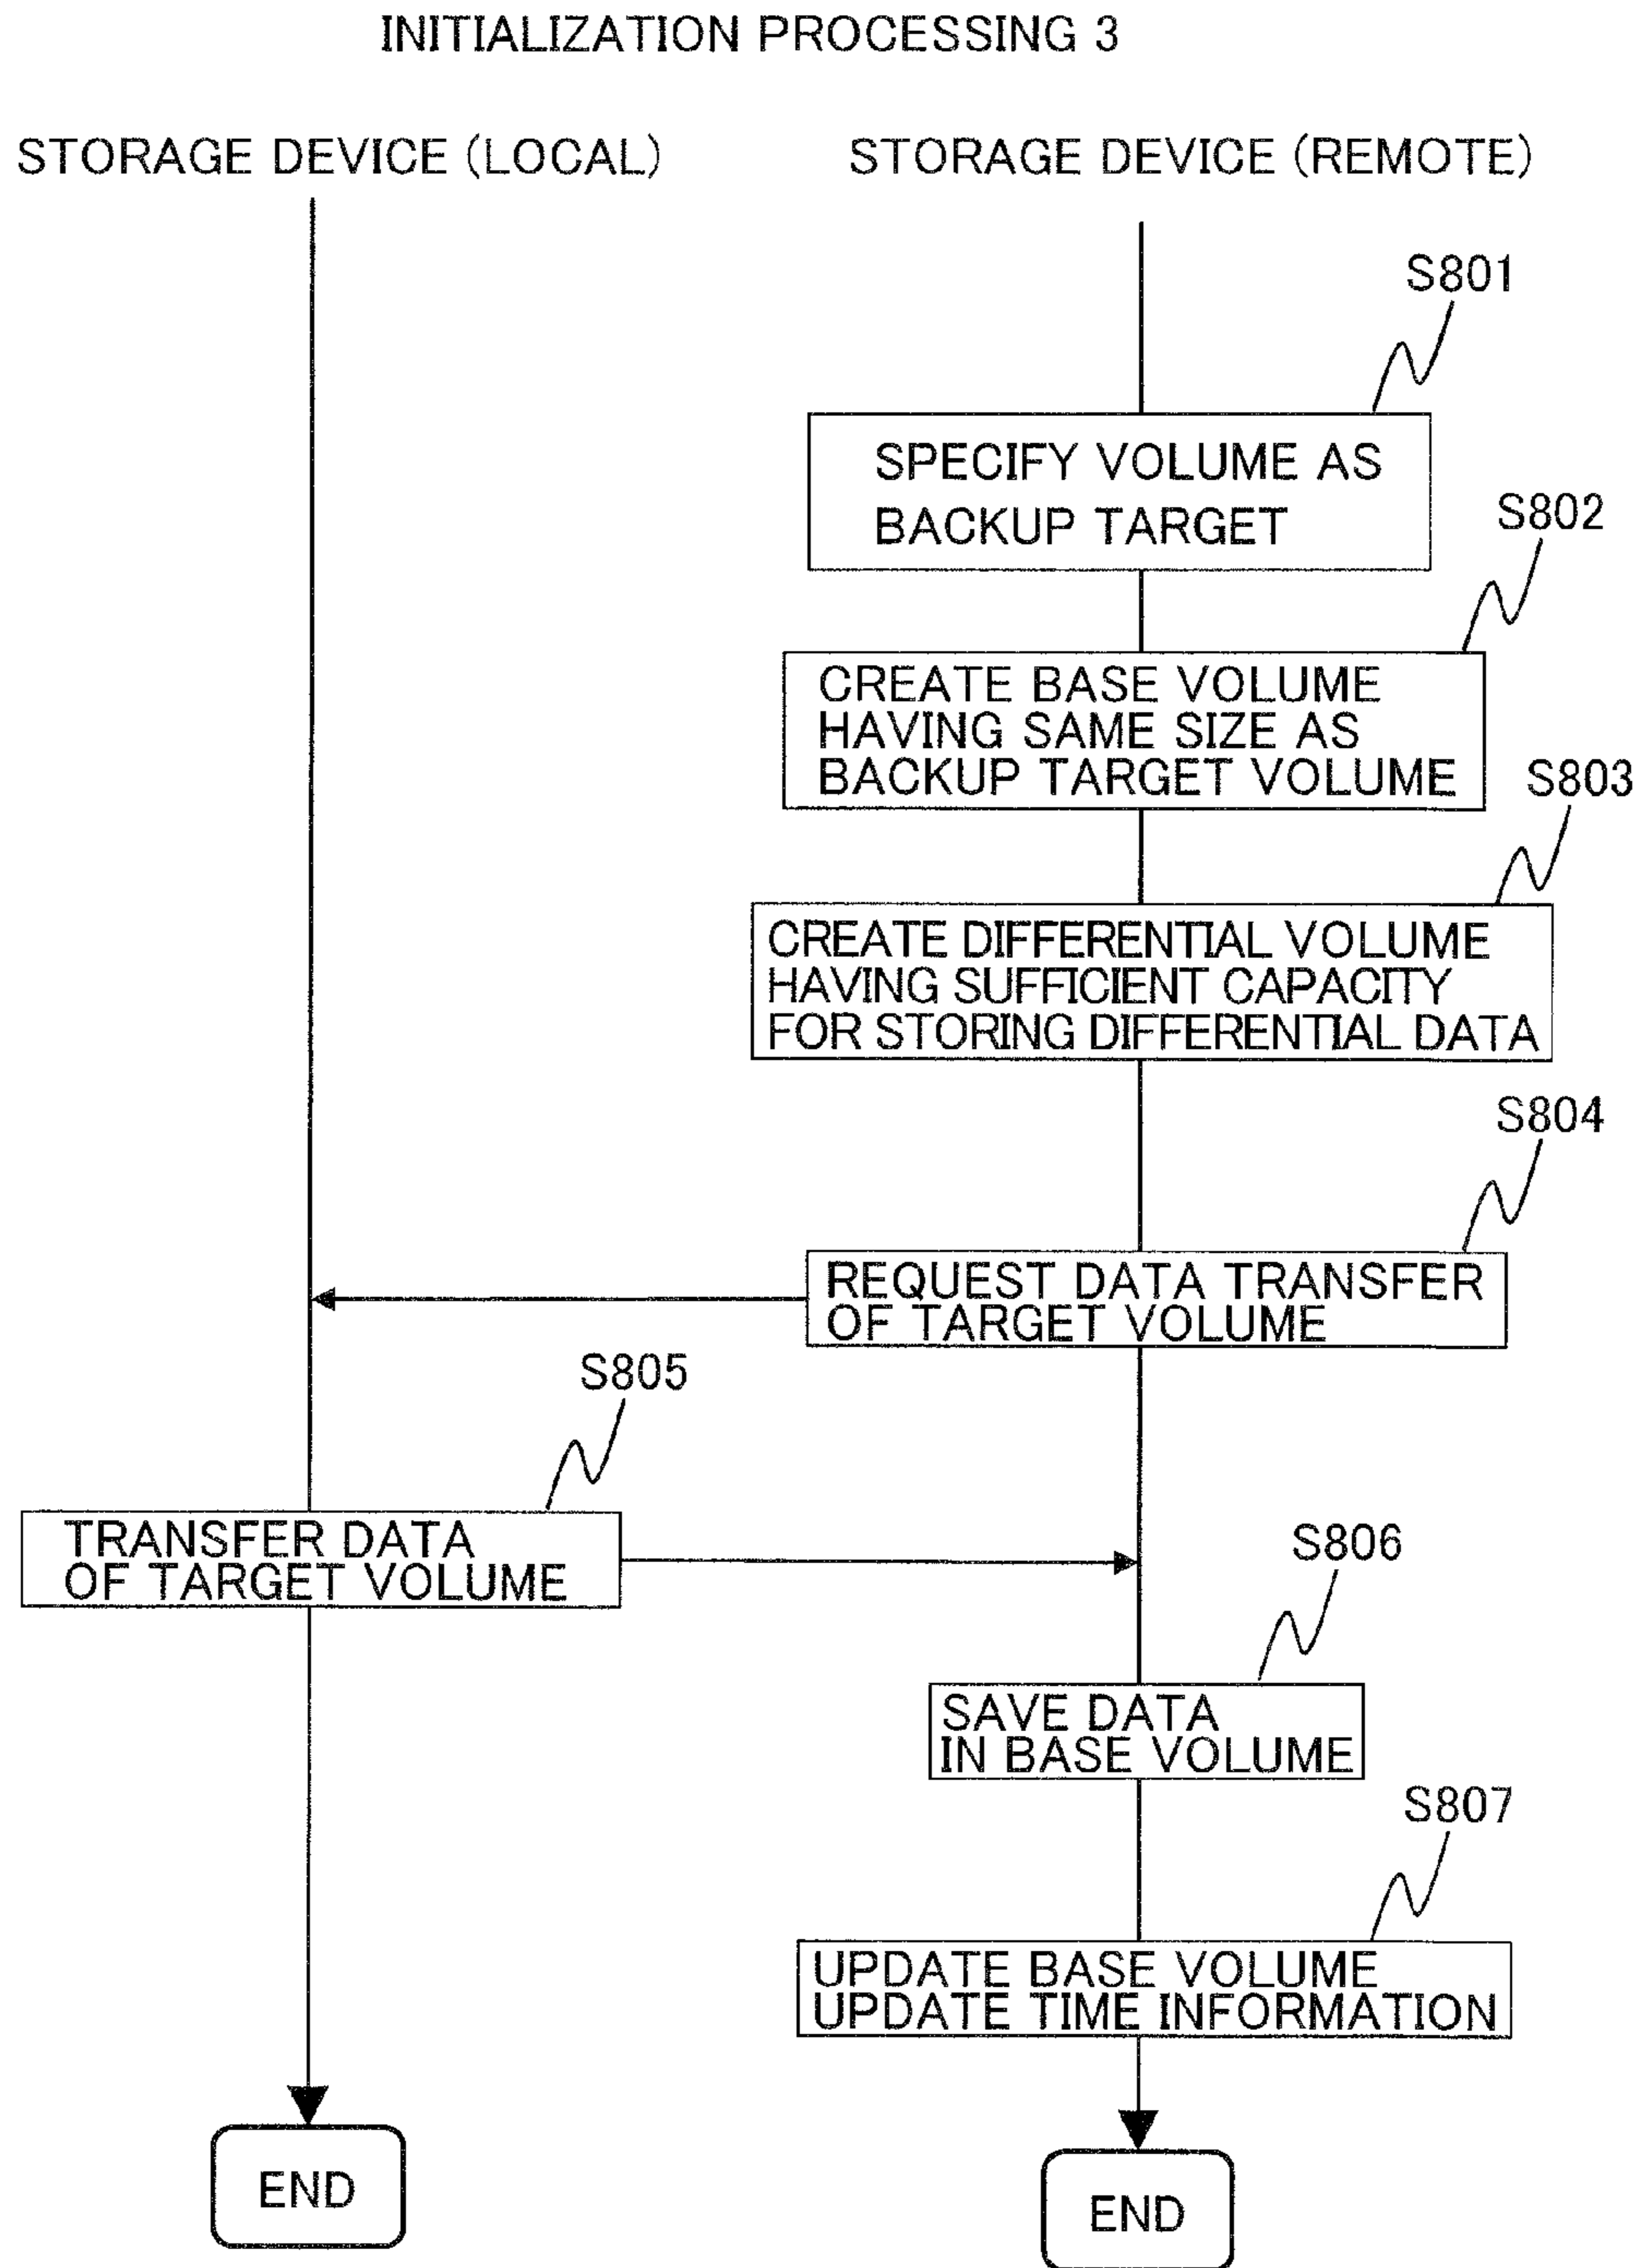 INITIALIZATION PROCESSING 3
STORAGE DEVICE (LOCAL)
STORAGE DEVICE (REMOTE)
S801
SPECIFY VOLUME AS
BACKUP TARGET
S802
CREATE BASE VOLUME
HAVING SAME SIZE AS
BACKUP TARGET VOLUME
S803
CREATE DIFFERENTIAL VOLUME
HAVING SUFFICIENT CAPACITY
FOR STORING DIFFERENTIAL DATA
S804
REQUEST DATA TRANSFER
OF TARGET VOLUME
S805
TRANSFER DATA
OF TARGET VOLUME
S806
SAVE DATA
IN BASE VOLUME
S807
UPDATE BASE VOLUME
UPDATE TIME INFORMATION
END
END